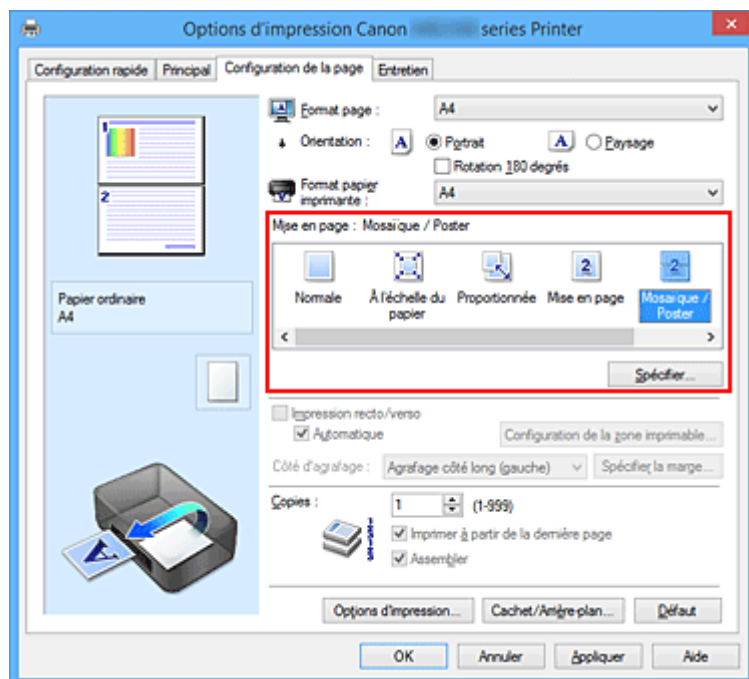 Options d'impression Canon series Printer
Configuration rapide Principal Configuration de la page Entretien
Format page : A4
Orientation : A Portrait A Paysage
Rotation 180 degrés
Format papier
imprimante : A4
Mise en page : Mosaïque / Poster
2 -2-
Normale À l'échelle du Proportionnée Mise en page Mosaïque /
papier Poster
Spécifier...
1
2
Papier ordinaire
A4
Impression recto/verso
Automatique Configuration de la zone imprimable...
Côté d'agrafage : Agrafage côté long (gauche) Spécifier la marge...
Copies : 1 (1-999)
Imprimer à partir de la dernière page
Assembler
A
Options d'impression... Cachet/Arrière-plan... Défaut
OK Annuler Appliquer Aide